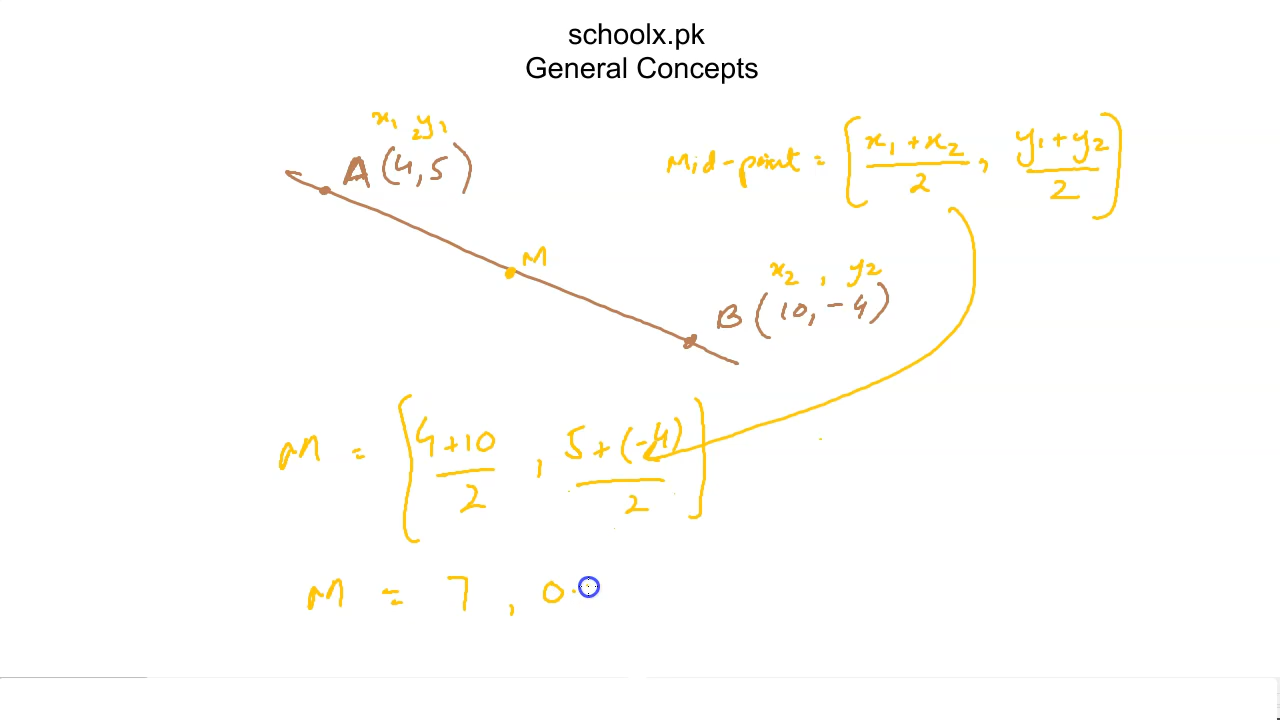 schoolx.pk
General Concepts
x₁ , y₁
A (4,5)
Mid-point = [ (x₁+x₂)/2 , (y₁+y₂)/2 ]
M
x₂ , y₂
B (10, -4)
M = [ (4+10)/2 , (5+(-4))/2 ]
M = 7 , 0.